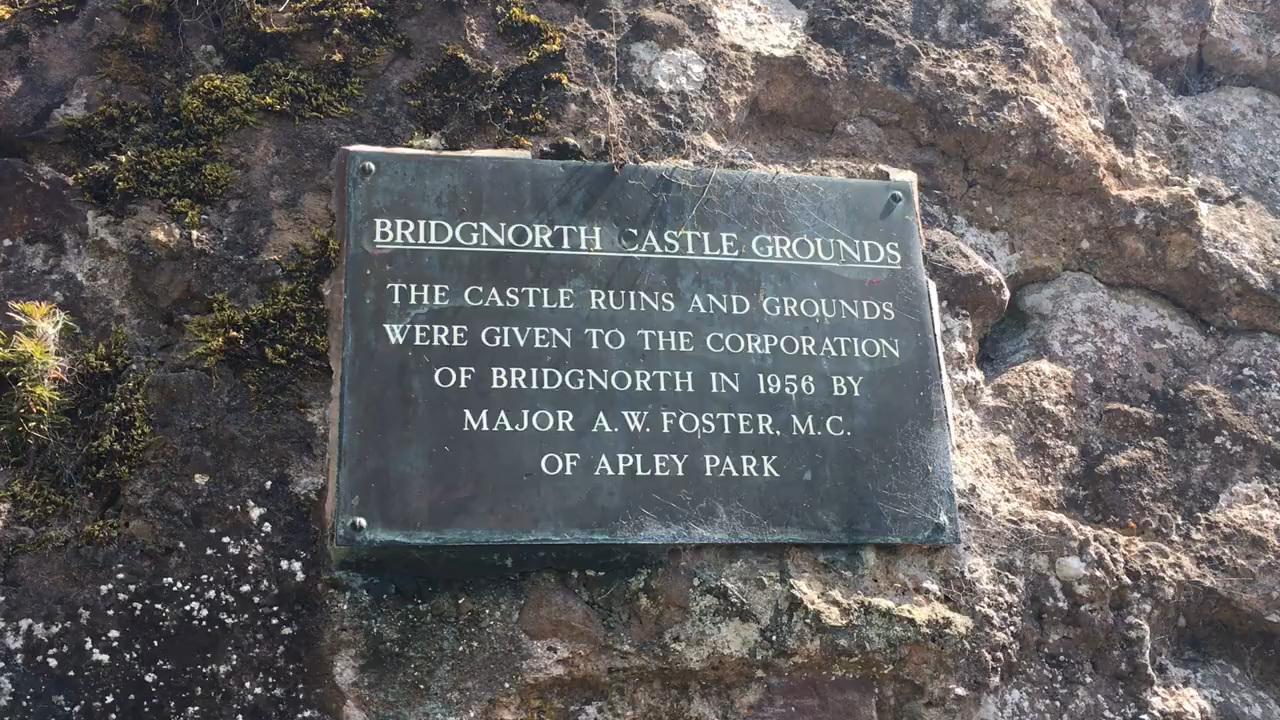 BRIDGNORTH CASTLE GROUNDS
THE CASTLE RUINS AND GROUNDS
WERE GIVEN TO THE CORPORATION
OF BRIDGNORTH IN 1956 BY
MAJOR A.W. FOSTER, M.C.
OF APLEY PARK